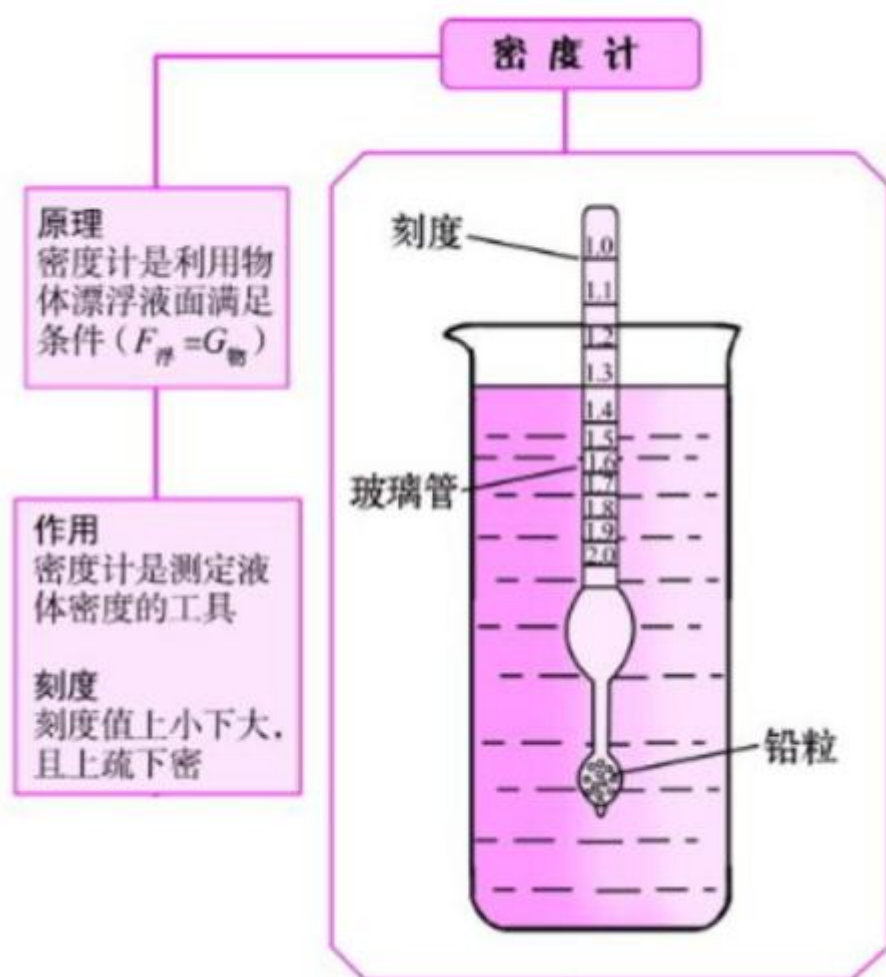 密度计
原理
密度计是利用物
体漂浮液面满足
条件（F浮=G物）
作用
密度计是测定液
体密度的工具
刻度
刻度值上小下大，
且上疏下密
刻度
1.0
1.1
1.2
1.3
1.4
1.5
1.6
玻璃管
1.7
1.8
1.9
2.0
铅粒